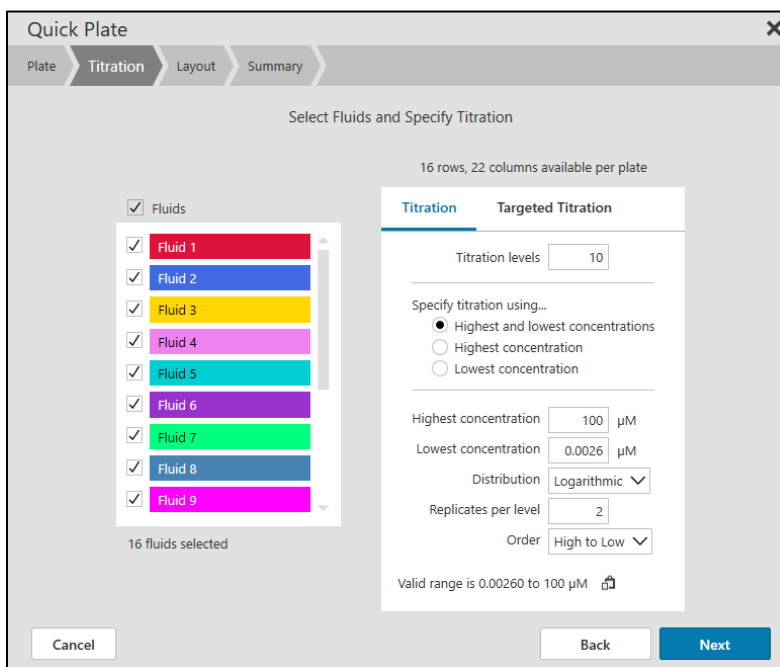 Quick Plate
Plate
Titration
Layout
Summary
Select Fluids and Specify Titration
16 rows, 22 columns available per plate
Fluids
Fluid 1
Fluid 2
Fluid 3
Fluid 4
Fluid 5
Fluid 6
Fluid 7
Fluid 8
Fluid 9
16 fluids selected
Titration
Targeted Titration
Titration levels 10
Specify titration using...
Highest and lowest concentrations
Highest concentration
Lowest concentration
Highest concentration 100 μM
Lowest concentration 0.0026 μM
Distribution Logarithmic
Replicates per level 2
Order High to Low
Valid range is 0.00260 to 100 μM
Cancel
Back
Next